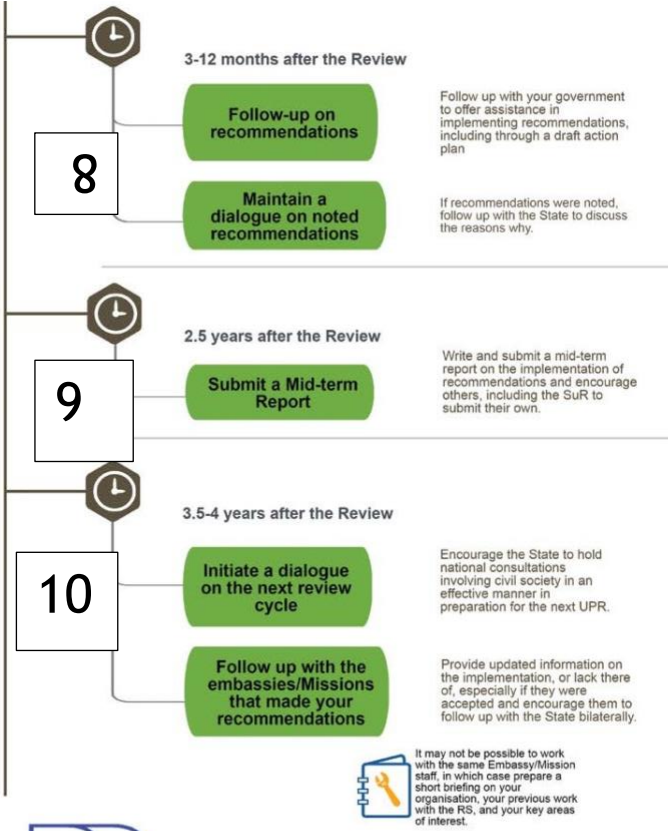 3-12 months after the Review
Follow-up on
recommendations
Follow up with your government
to offer assistance in
implementing recommendations,
including through a draft action
plan
8
Maintain a
dialogue on noted
recommendations
If recommendations were noted,
follow up with the State to discuss
the reasons why.
2.5 years after the Review
9
Submit a Mid-term
Report
Write and submit a mid-term
report on the implementation of
recommendations and encourage
others, including the SuR to
submit their own.
3.5-4 years after the Review
10
Initiate a dialogue
on the next review
cycle
Encourage the State to hold
national consultations
involving civil society in an
effective manner in
preparation for the next UPR.
Follow up with the
embassies/Missions
that made your
recommendations
Provide updated information on
the implementation, or lack there
of, especially if they were
accepted and encourage them to
follow up with the State bilaterally.
It may not be possible to work
with the same Embassy/Mission
staff, in which case prepare a
short briefing on your
organisation, your previous work
with the RS, and your key areas
of interest.